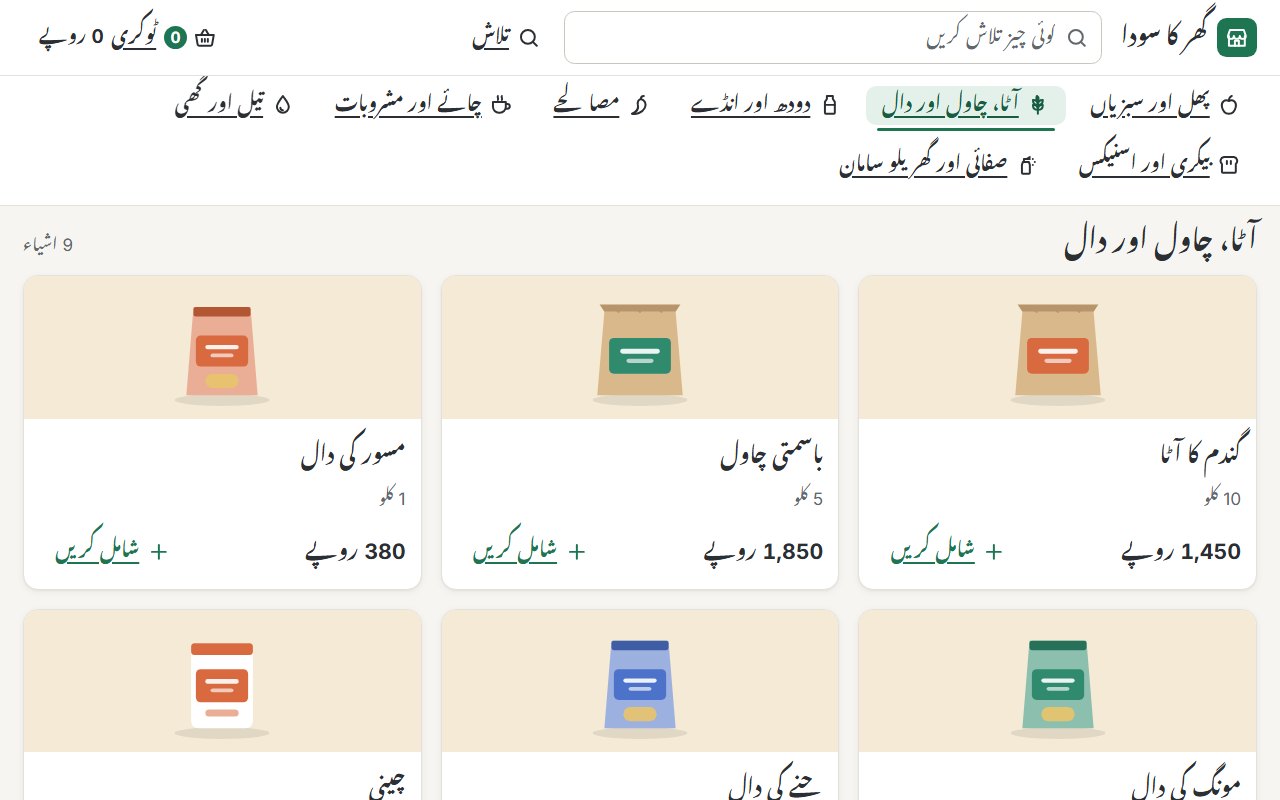 گھر کا سودا
کوئی چیز تلاش کریں
تلاش
0 ٹوکری 0 روپے
پھل اور سبزیاں
آٹا، چاول اور دال
دودھ اور انڈے
مصالحے
چائے اور مشروبات
تیل اور گھی
بیکری اور اسنیکس
صفائی اور گھریلو سامان
آٹا، چاول اور دال
9 اشیاء
گندم کا آٹا
10 کلو
1,450 روپے
شامل کریں
باسمتی چاول
5 کلو
1,850 روپے
شامل کریں
مسور کی دال
1 کلو
380 روپے
شامل کریں
مونگ کی دال
چنے کی دال
چینی